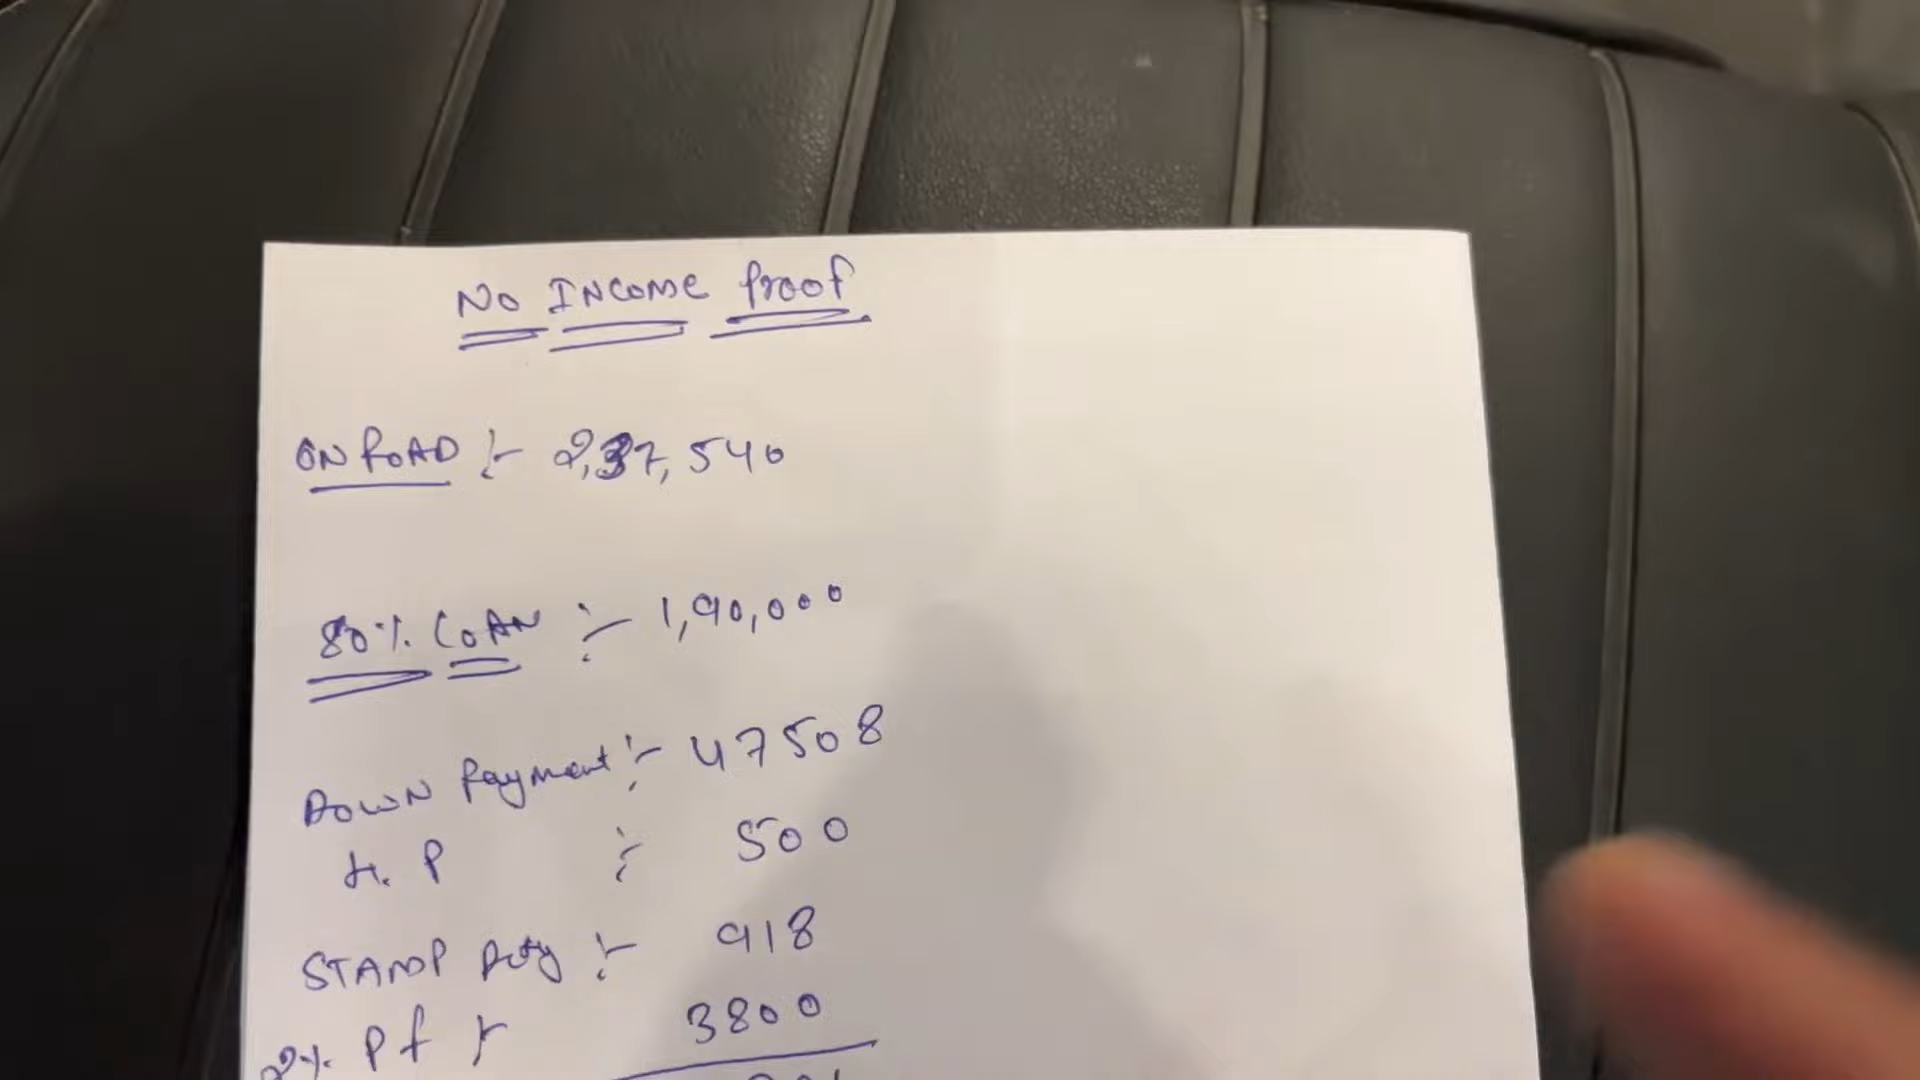 No INCOME Proof
ON ROAD :- 2,37,540
80% LOAN :- 1,90,000
DOWN Payment :- 47508
H. P :- 500
STAMP Duty :- 918
2% Pf :- 3800